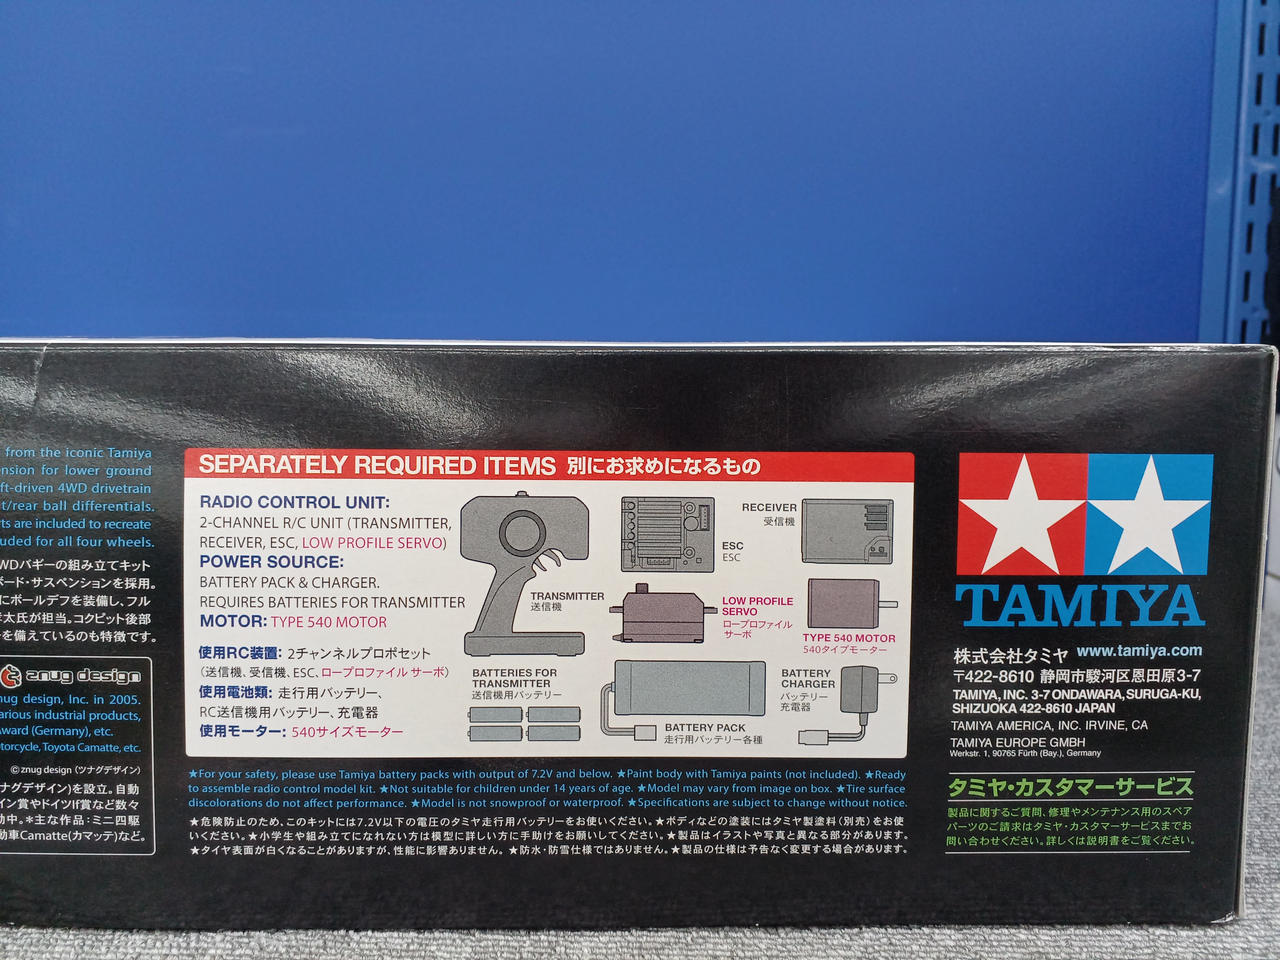 from the iconic Tamiya
ension for lower ground
ft-driven 4WD drivetrain
t/rear ball differentials.
ts are included to recreate
luded for all four wheels.
WDバギーの組み立てキット
ボード・サスペンションを採用。
にボールデフを装備し、フル
太氏が担当。コクピット後部
を備えているのも特徴です。
znug design
nug design, Inc. in 2005.
arious industrial products,
Award (Germany), etc.
otorcycle, Toyota Camatte, etc.
©znug design (ツナグデザイン)
ナグデザイン)を設立。自動
イン賞やドイツif賞など数々
動中。*主な作品：ミニ四駆
動車Camatte(カマッテ)など。
SEPARATELY REQUIRED ITEMS 別にお求めになるもの
RADIO CONTROL UNIT:
2-CHANNEL R/C UNIT (TRANSMITTER,
RECEIVER, ESC, LOW PROFILE SERVO)
POWER SOURCE:
BATTERY PACK & CHARGER.
REQUIRES BATTERIES FOR TRANSMITTER
MOTOR: TYPE 540 MOTOR
使用RC装置: 2チャンネルプロポセット
(送信機、受信機、ESC、ロープロファイル サーボ)
使用電池類: 走行用バッテリー、
RC送信機用バッテリー、充電器
使用モーター: 540サイズモーター
TRANSMITTER
送信機
ESC
ESC
RECEIVER
受信機
LOW PROFILE
SERVO
ロープロファイル
サーボ
TYPE 540 MOTOR
540タイプモーター
BATTERIES FOR
TRANSMITTER
送信機用バッテリー
BATTERY PACK
走行用バッテリー各種
BATTERY
CHARGER
バッテリー
充電器
★For your safety, please use Tamiya battery packs with output of 7.2V and below. ★Paint body with Tamiya paints (not included). ★Ready
to assemble radio control model kit. ★Not suitable for children under 14 years of age. ★Model may vary from image on box. ★Tire surface
discolorations do not affect performance. ★Model is not snowproof or waterproof. ★Specifications are subject to change without notice.
★危険防止のため、このキットには7.2V以下の電圧のタミヤ走行用バッテリーをお使いください。★ボディなどの塗装にはタミヤ製塗料(別売)をお使
いください。★小学生や組み立てになれない方は模型に詳しい方に手助けをお願いしてください。★製品はイラストや写真と異なる部分があります。
★タイヤ表面が白くなることがありますが、性能に影響ありません。★防水・防雪仕様ではありません。★製品の仕様は予告なく変更する場合があります。
TAMIYA
株式会社タミヤ www.tamiya.com
〒422-8610 静岡市駿河区恩田原3-7
TAMIYA, INC. 3-7 ONDAWARA, SURUGA-KU,
SHIZUOKA 422-8610 JAPAN
TAMIYA AMERICA, INC. IRVINE, CA
TAMIYA EUROPE GMBH
Werkstr. 1, 90765 Fürth (Bay.), Germany
タミヤ・カスタマーサービス
製品に関するご質問、修理やメンテナンス用のスペア
パーツのご請求はタミヤ・カスタマーサービスまでお
問い合わせください。詳しくは説明書をご覧ください。